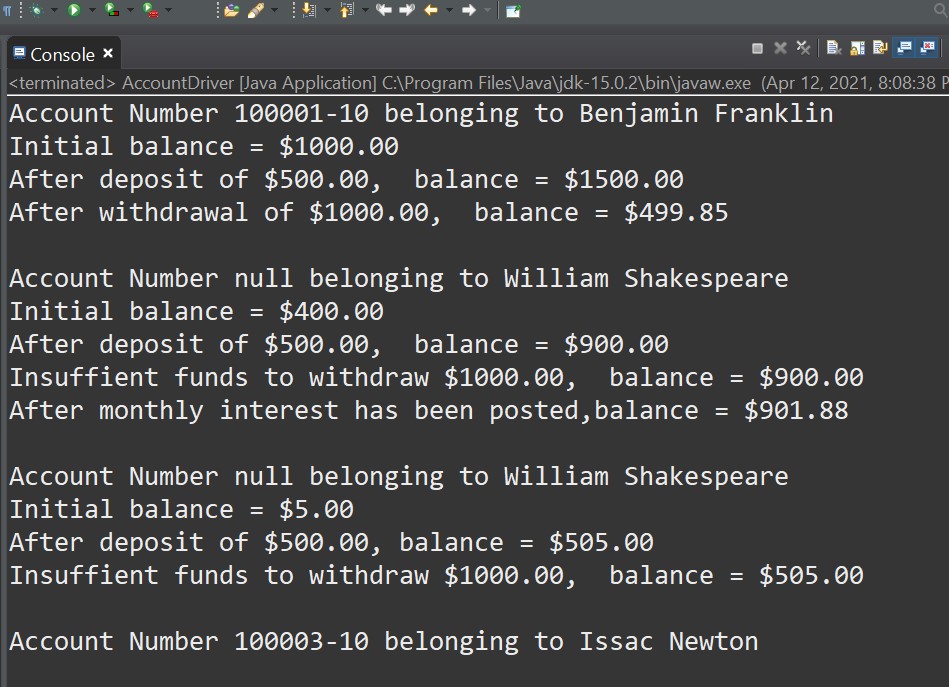 Console
<terminated> AccountDriver [Java Application] C:\Program Files\Java\jdk-15.0.2\bin\javaw.exe  (Apr 12, 2021, 8:08:38 P
Account Number 100001-10 belonging to Benjamin Franklin
Initial balance = $1000.00
After deposit of $500.00,  balance = $1500.00
After withdrawal of $1000.00,  balance = $499.85
Account Number null belonging to William Shakespeare
Initial balance = $400.00
After deposit of $500.00,  balance = $900.00
Insuffient funds to withdraw $1000.00,  balance = $900.00
After monthly interest has been posted,balance = $901.88
Account Number null belonging to William Shakespeare
Initial balance = $5.00
After deposit of $500.00, balance = $505.00
Insuffient funds to withdraw $1000.00,  balance = $505.00
Account Number 100003-10 belonging to Issac Newton